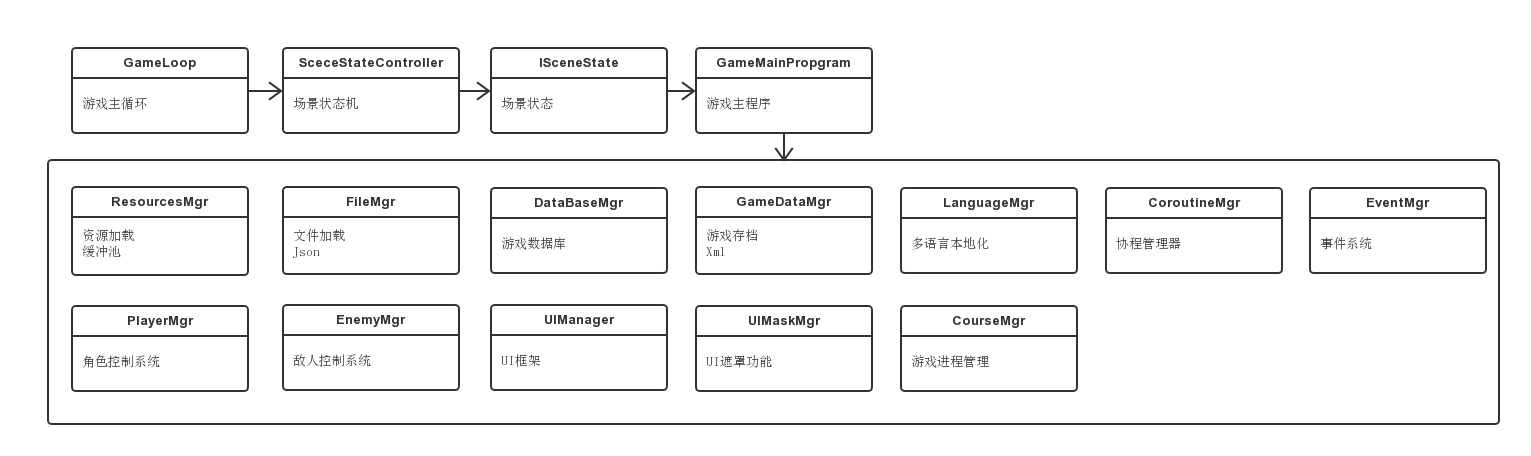 GameLoop
游戏主循环
SceceStateController
场景状态机
ISceneState
场景状态
GameMainPropgram
游戏主程序
ResourcesMgr
资源加载
缓冲池
FileMgr
文件加载
Json
DataBaseMgr
游戏数据库
GameDataMgr
游戏存档
Xml
LanguageMgr
多语言本地化
CoroutineMgr
协程管理器
EventMgr
事件系统
PlayerMgr
角色控制系统
EnemyMgr
敌人控制系统
UIManager
UI框架
UIMaskMgr
UI遮罩功能
CourseMgr
游戏进程管理